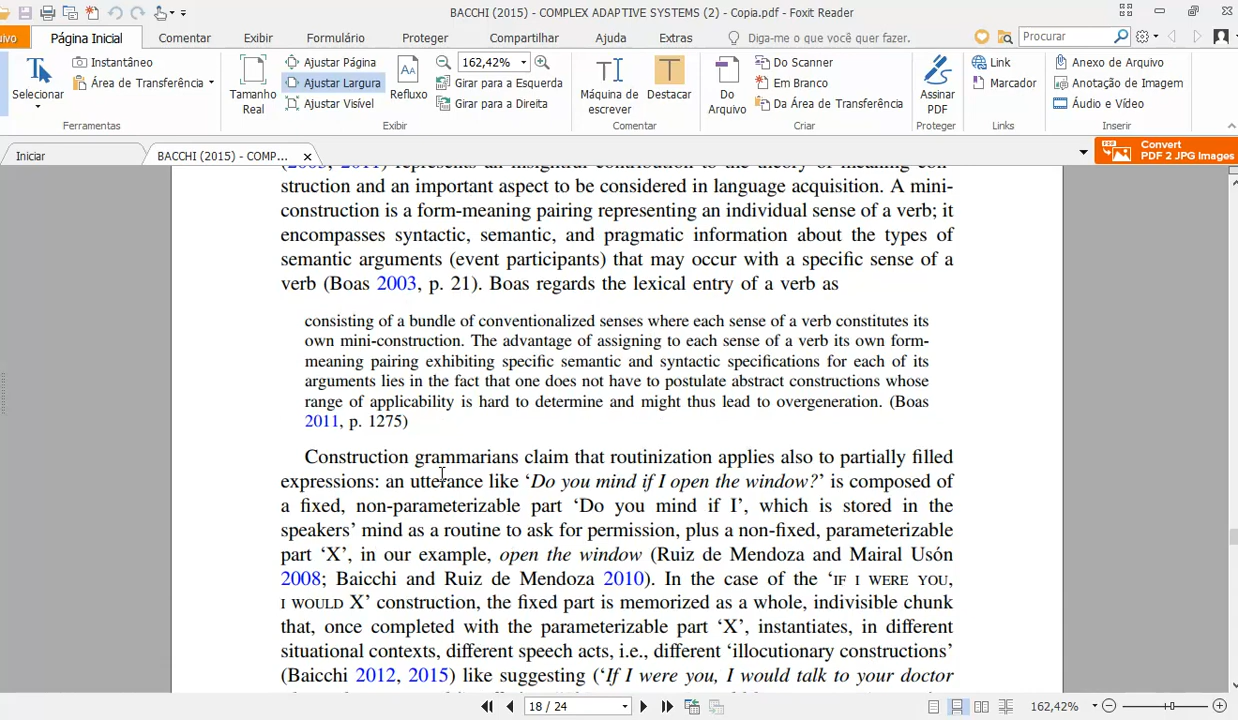 BACCHI (2015) - COMPLEX ADAPTIVE SYSTEMS (2) - Copia.pdf - Foxit Reader
Página Inicial Comentar Exibir Formulário Proteger Compartilhar Ajuda Extras Diga-me o que você quer fazer. Procurar
Selecionar
Instantâneo
Área de Transferência
Ferramentas
Tamanho Real
Ajustar Página
Ajustar Largura
Ajustar Visível
Refluxo
162,42%
Girar para a Esquerda
Girar para a Direita
Exibir
Máquina de escrever
Destacar
Comentar
Do Arquivo
Do Scanner
Em Branco
Da Área de Transferência
Criar
Assinar PDF
Proteger
Link
Marcador
Links
Anexo de Arquivo
Anotação de Imagem
Áudio e Vídeo
Inserir
Iniciar
BACCHI (2015) - COMP...
Convert
PDF 2 JPG Images
struction and an important aspect to be considered in language acquisition. A mini-
construction is a form-meaning pairing representing an individual sense of a verb; it
encompasses syntactic, semantic, and pragmatic information about the types of
semantic arguments (event participants) that may occur with a specific sense of a
verb (Boas 2003, p. 21). Boas regards the lexical entry of a verb as
consisting of a bundle of conventionalized senses where each sense of a verb constitutes its
own mini-construction. The advantage of assigning to each sense of a verb its own form-
meaning pairing exhibiting specific semantic and syntactic specifications for each of its
arguments lies in the fact that one does not have to postulate abstract constructions whose
range of applicability is hard to determine and might thus lead to overgeneration. (Boas
2011, p. 1275)
Construction grammarians claim that routinization applies also to partially filled
expressions: an utterance like ‘Do you mind if I open the window?’ is composed of
a fixed, non-parameterizable part ‘Do you mind if I’, which is stored in the
speakers’ mind as a routine to ask for permission, plus a non-fixed, parameterizable
part ‘X’, in our example, open the window (Ruiz de Mendoza and Mairal Usón
2008; Baicchi and Ruiz de Mendoza 2010). In the case of the ‘IF I WERE YOU,
I WOULD X’ construction, the fixed part is memorized as a whole, indivisible chunk
that, once completed with the parameterizable part ‘X’, instantiates, in different
situational contexts, different speech acts, i.e., different ‘illocutionary constructions’
(Baicchi 2012, 2015) like suggesting (‘If I were you, I would talk to your doctor
18 / 24
162,42%